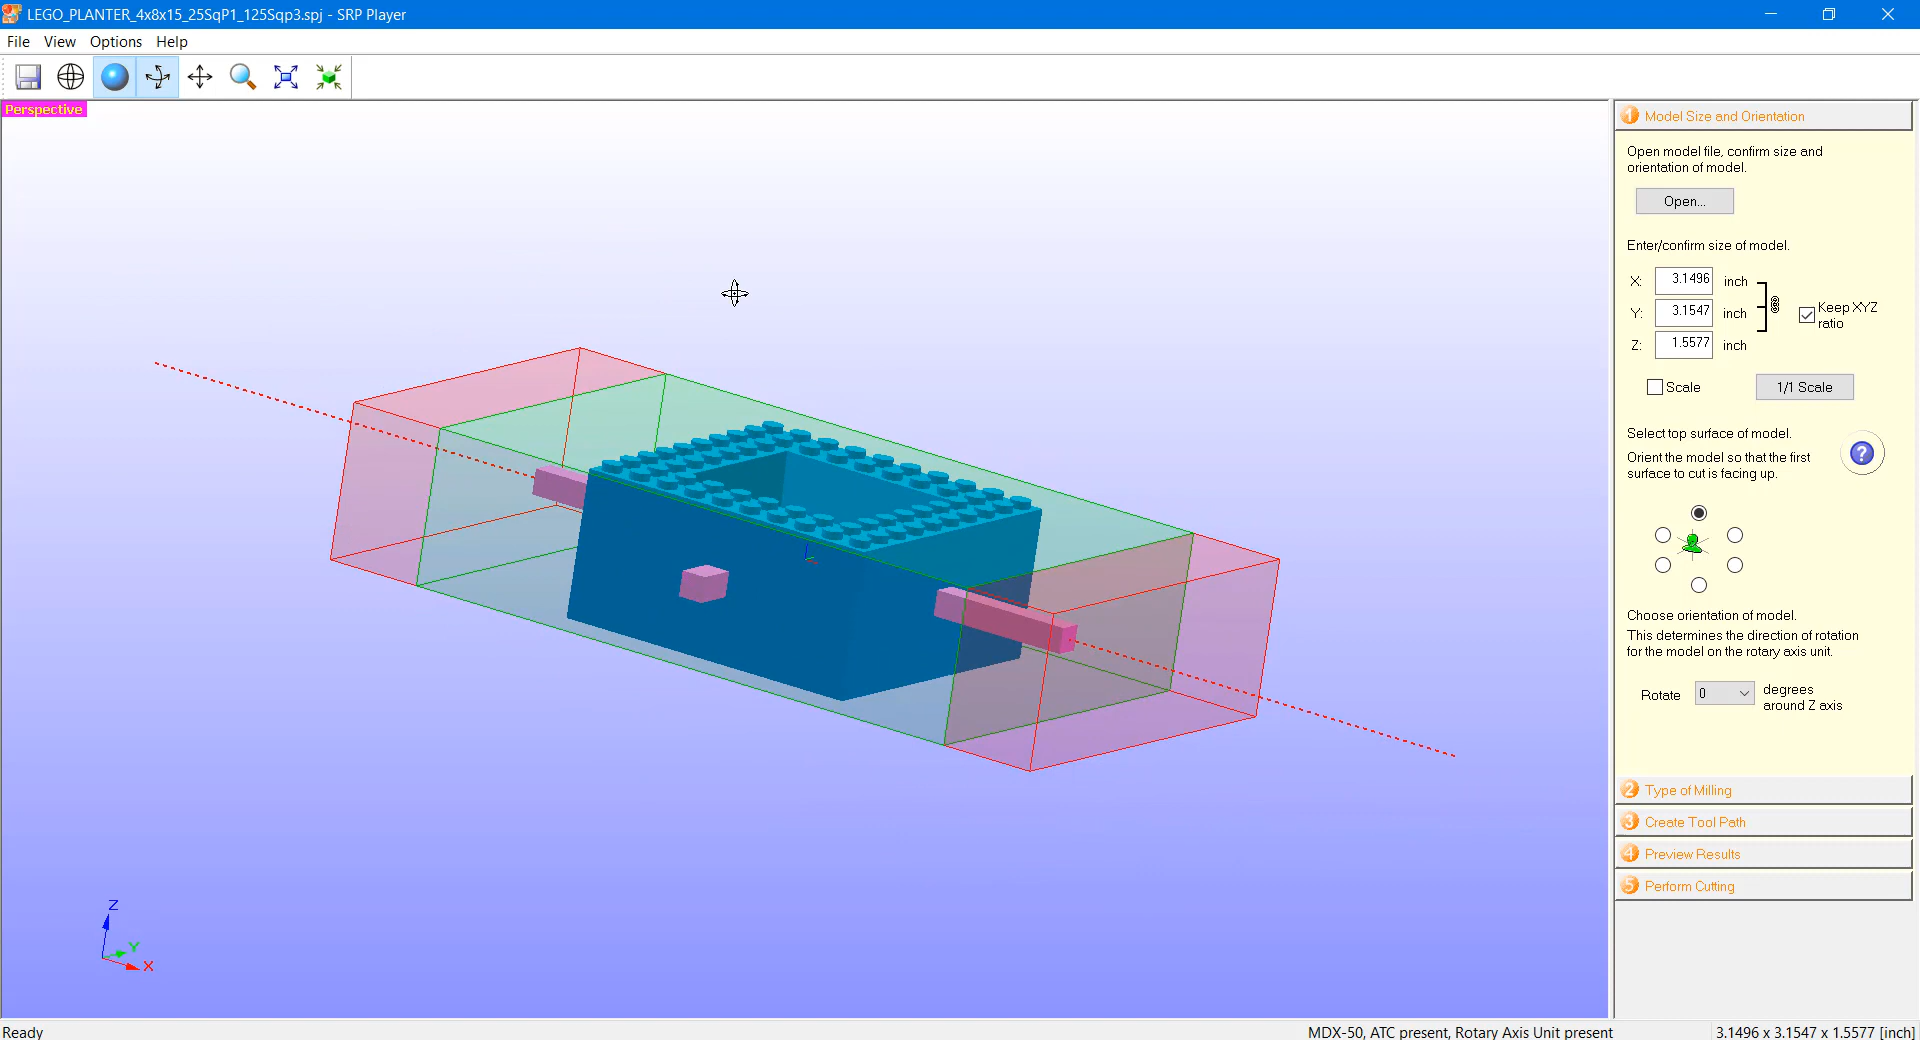 LEGO_PLANTER_4x8x15_25SqP1_125Sqp3.spj - SRP Player
File View Options Help
Perspective
1 Model Size and Orientation
Open model file, confirm size and
orientation of model.
Open...
Enter/confirm size of model.
X: 3.1496 inch
Y: 3.1547 inch
Keep XYZ
ratio
Z: 1.5577 inch
Scale 1/1 Scale
Select top surface of model.
Orient the model so that the first
surface to cut is facing up.
?
Choose orientation of model.
This determines the direction of rotation
for the model on the rotary axis unit.
Rotate 0 degrees
around Z axis
2 Type of Milling
3 Create Tool Path
4 Preview Results
5 Perform Cutting
Z
Y
X
Ready MDX-50, ATC present, Rotary Axis Unit present 3.1496 x 3.1547 x 1.5577 [inch]